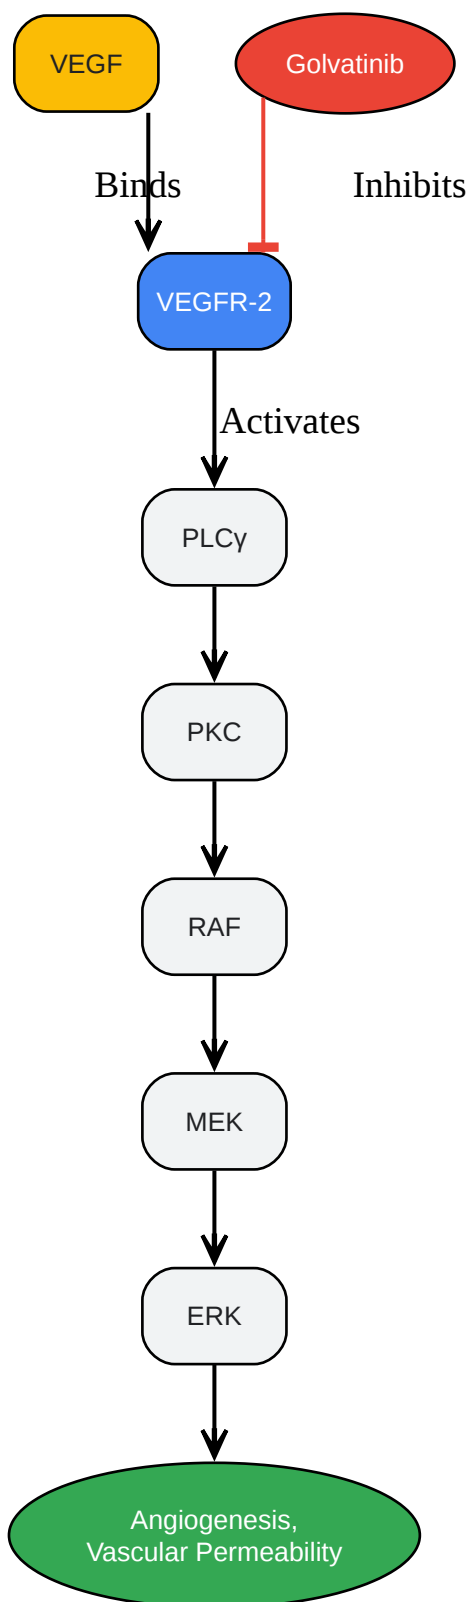 VEGF
Golvatinib
Binds
Inhibits
VEGFR-2
Activates
PLCγ
PKC
RAF
MEK
ERK
Angiogenesis,
Vascular Permeability